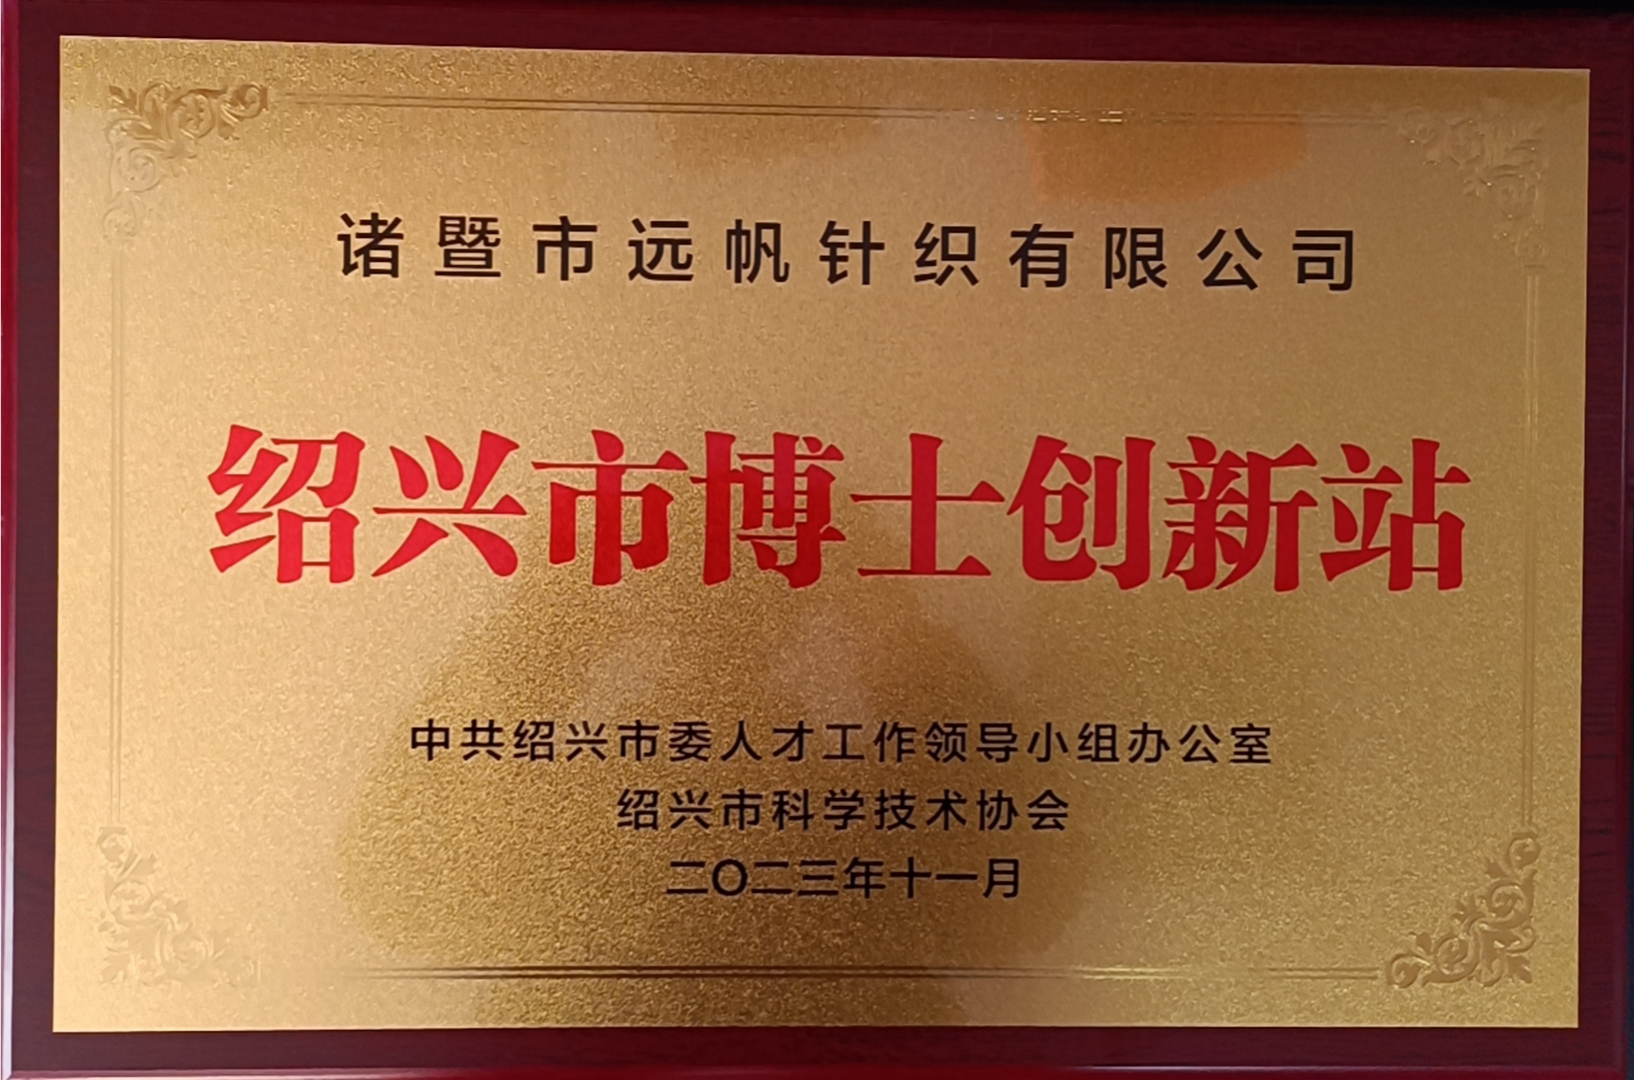 诸暨市远帆针织有限公司
绍兴市博士创新站
中共绍兴市委人才工作领导小组办公室
绍兴市科学技术协会
二〇二三年十一月